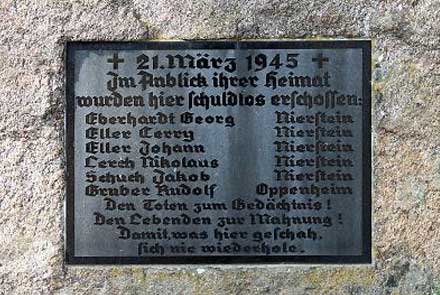 ✝ 21. März 1945 ✝
Im Anblick ihrer Heimat
wurden hier schuldlos erschossen:
Eberhardt Georg Nierstein
Eller Cerry Nierstein
Eller Johann Nierstein
Lerch Nikolaus Nierstein
Schuch Jakob Nierstein
Gruber Rudolf Oppenheim
Den Toten zum Gedächtnis!
Den Lebenden zur Mahnung!
Damit, was hier geschah,
sich nie wiederhole.